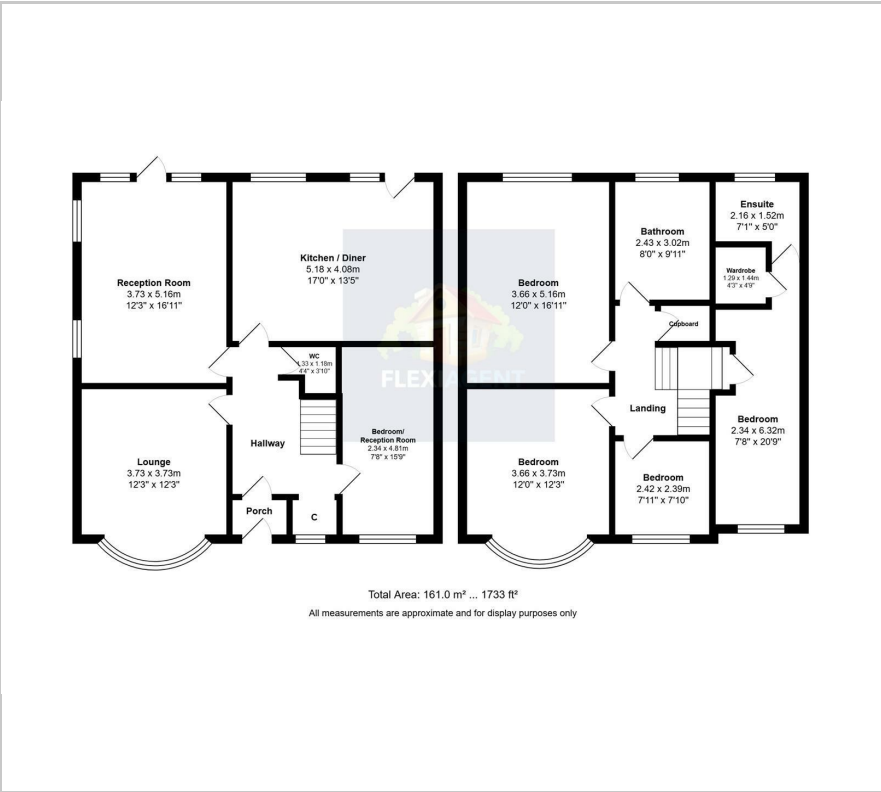 Reception Room
3.73 x 5.16m
12'3" x 16'11"
Kitchen / Diner
5.18 x 4.08m
17'0" x 13'5"
WC
1.33 x 1.18m
4'4" x 3'10"
Lounge
3.73 x 3.73m
12'3" x 12'3"
Hallway
Bedroom/
Reception Room
2.34 x 4.81m
7'8" x 15'9"
Porch
C
Bedroom
3.66 x 5.16m
12'0" x 16'11"
Bathroom
2.43 x 3.02m
8'0" x 9'11"
Ensuite
2.16 x 1.52m
7'1" x 5'0"
Wardrobe
1.29 x 1.44m
4'3" x 4'9"
Cupboard
Landing
Bedroom
2.34 x 6.32m
7'8" x 20'9"
Bedroom
3.66 x 3.73m
12'0" x 12'3"
Bedroom
2.42 x 2.39m
7'11" x 7'10"
FLEXIAGENT
Total Area: 161.0 m² ... 1733 ft²
All measurements are approximate and for display purposes only